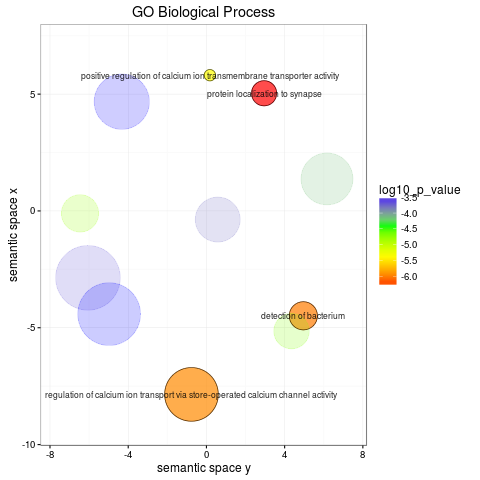 GO Biological Process
positive regulation of calcium ion transmembrane transporter activity
protein localization to synapse
detection of bacterium
regulation of calcium ion transport via store-operated calcium channel activity
5
0
-5
-10
-8 -4 0 4 8
semantic space y
semantic space x
log10_p_value
-3.5
-4.0
-4.5
-5.0
-5.5
-6.0